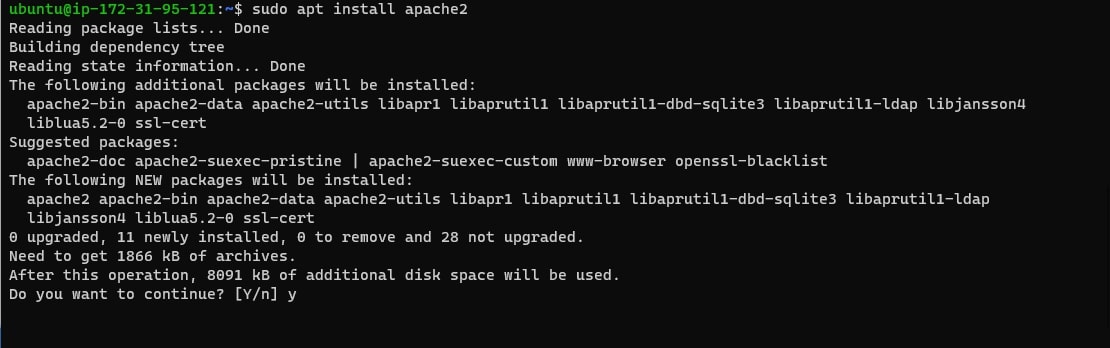 ubuntu@ip-172-31-95-121:~$ sudo apt install apache2
Reading package lists... Done
Building dependency tree
Reading state information... Done
The following additional packages will be installed:
  apache2-bin apache2-data apache2-utils libapr1 libaprutil1 libaprutil1-dbd-sqlite3 libaprutil1-ldap libjansson4
  liblua5.2-0 ssl-cert
Suggested packages:
  apache2-doc apache2-suexec-pristine | apache2-suexec-custom www-browser openssl-blacklist
The following NEW packages will be installed:
  apache2 apache2-bin apache2-data apache2-utils libapr1 libaprutil1 libaprutil1-dbd-sqlite3 libaprutil1-ldap
  libjansson4 liblua5.2-0 ssl-cert
0 upgraded, 11 newly installed, 0 to remove and 28 not upgraded.
Need to get 1866 kB of archives.
After this operation, 8091 kB of additional disk space will be used.
Do you want to continue? [Y/n] y